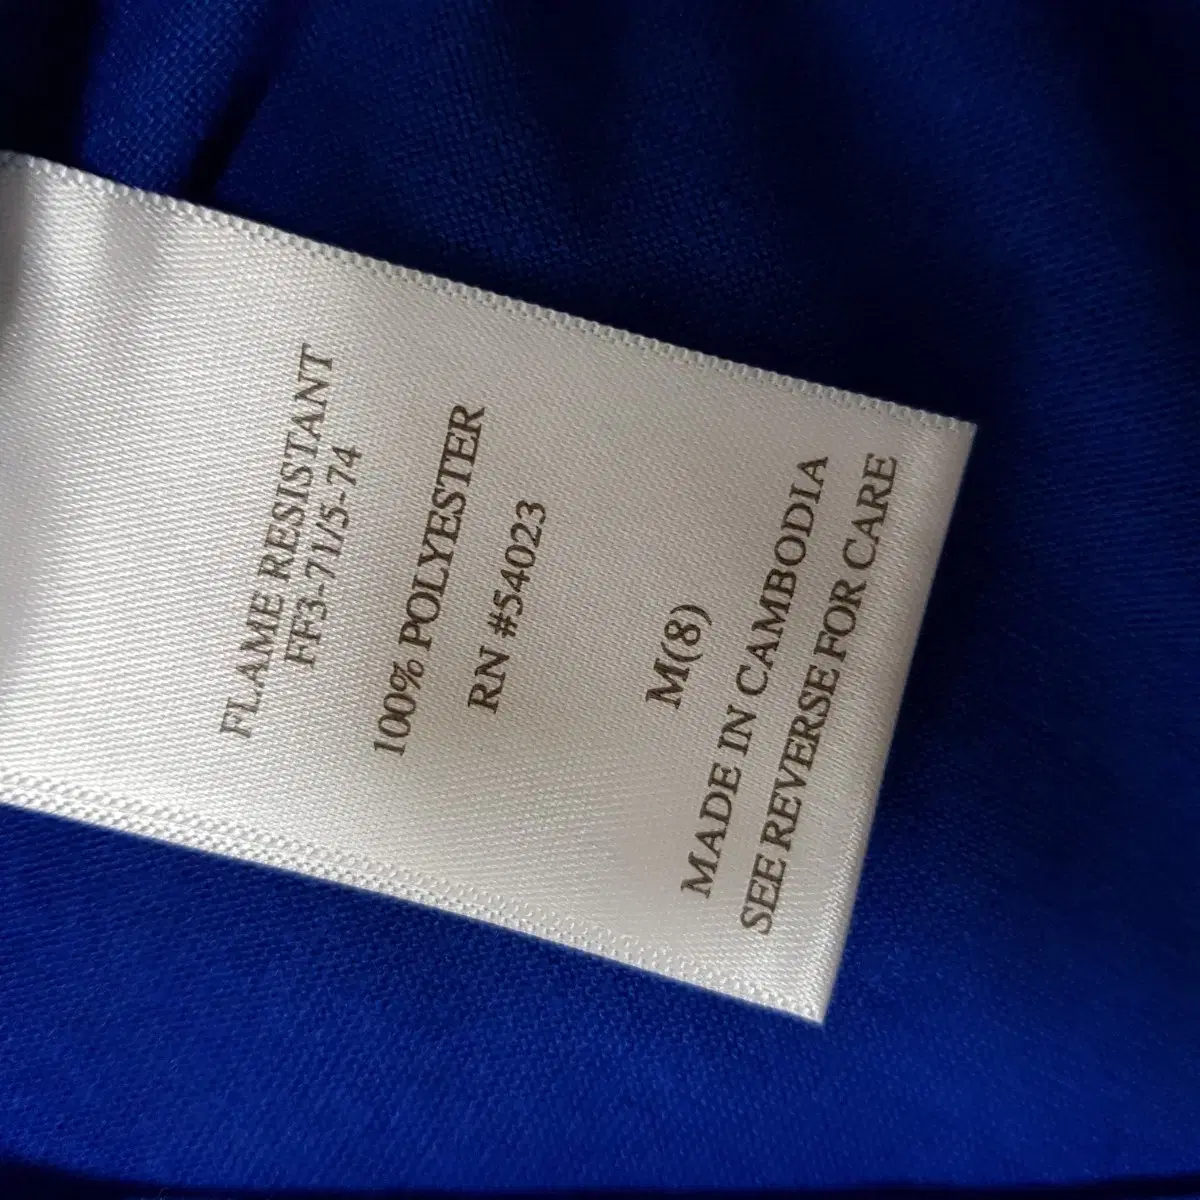 FLAME RESISTANT
FF3-71/5-74
100% POLYESTER
RN #54023
M(8)
MADE IN CAMBODIA
SEE REVERSE FOR CARE